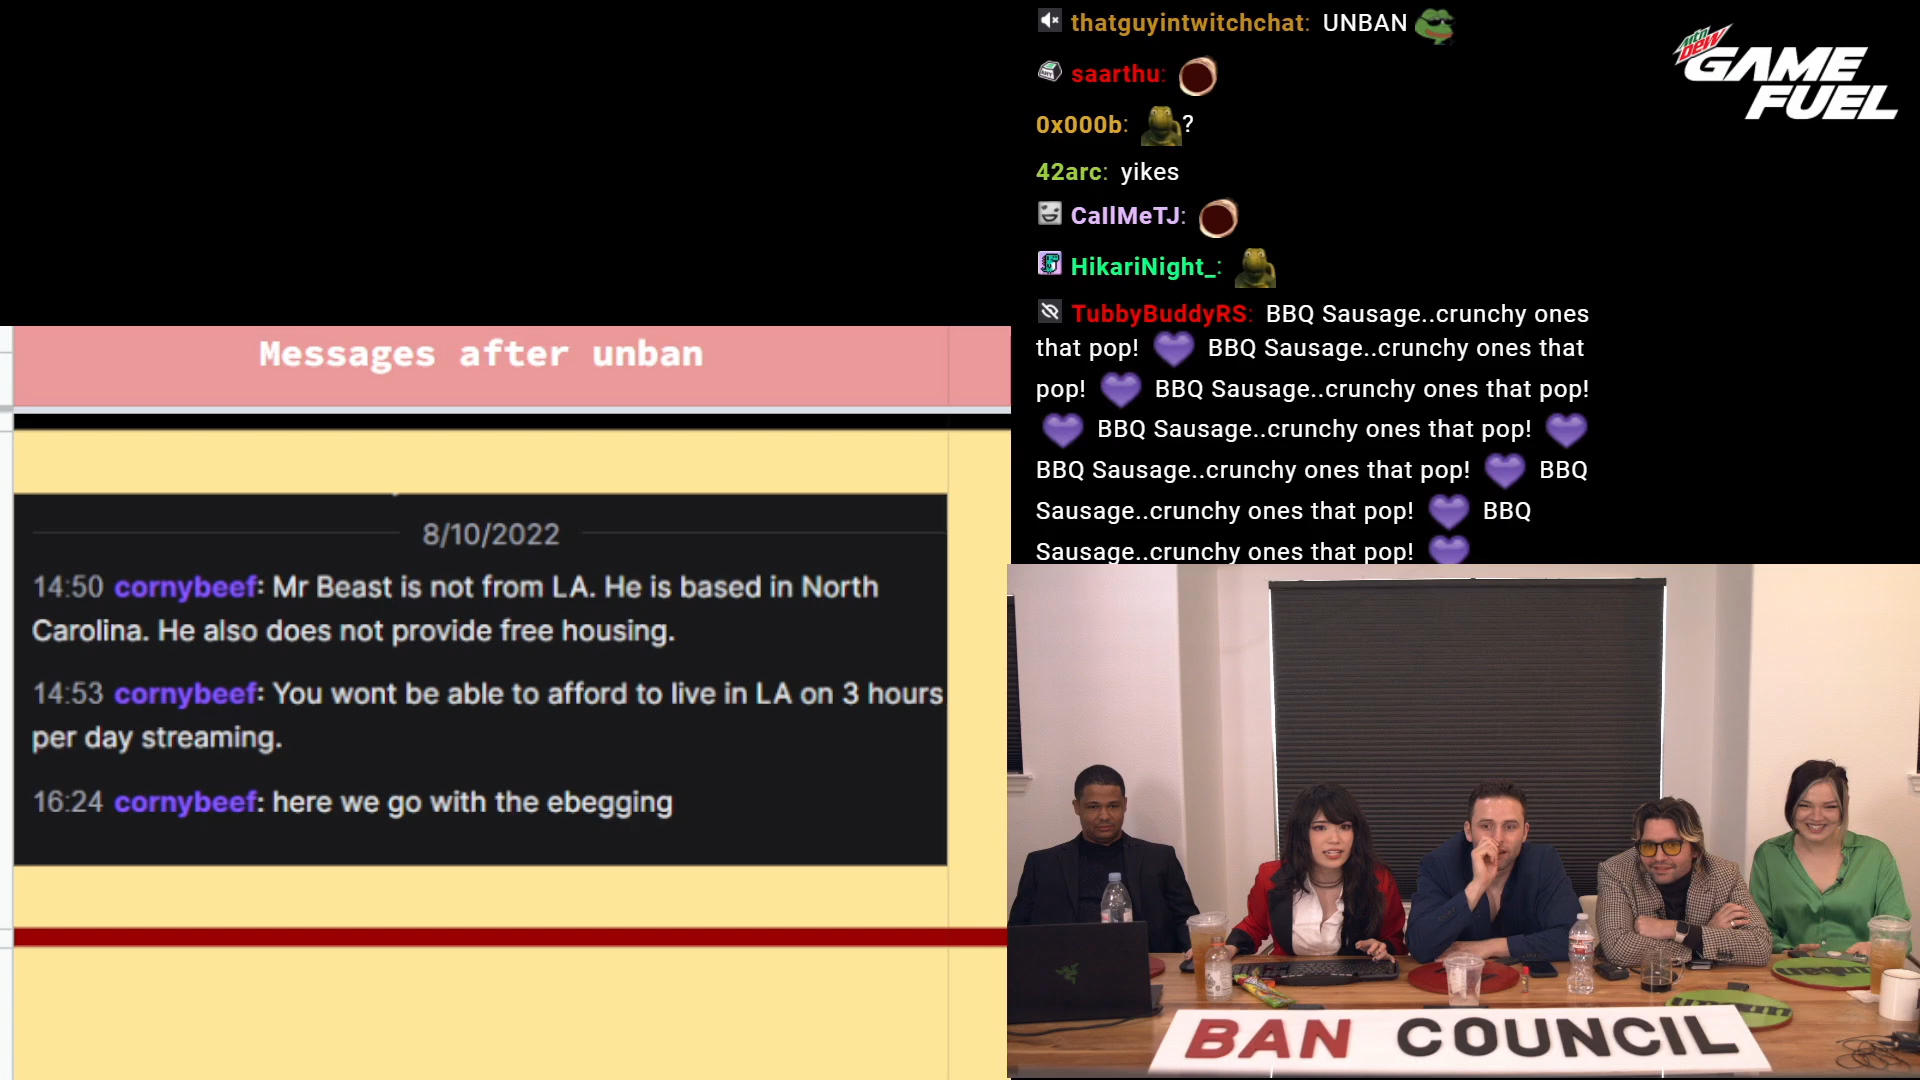 thatguyintwitchchat: UNBAN
saarthu:
0x000b: ?
42arc: yikes
CallMeTJ:
HikariNight_:
TubbyBuddyRS: BBQ Sausage..crunchy ones
that pop! BBQ Sausage..crunchy ones that
pop! BBQ Sausage..crunchy ones that pop!
BBQ Sausage..crunchy ones that pop!
BBQ Sausage..crunchy ones that pop! BBQ
Sausage..crunchy ones that pop! BBQ
Sausage..crunchy ones that pop!
mtn
DEW
GAME
FUEL
Messages after unban
8/10/2022
14:50 cornybeef: Mr Beast is not from LA. He is based in North
Carolina. He also does not provide free housing.
14:53 cornybeef: You wont be able to afford to live in LA on 3 hours
per day streaming.
16:24 cornybeef: here we go with the ebegging
BAN COUNCIL